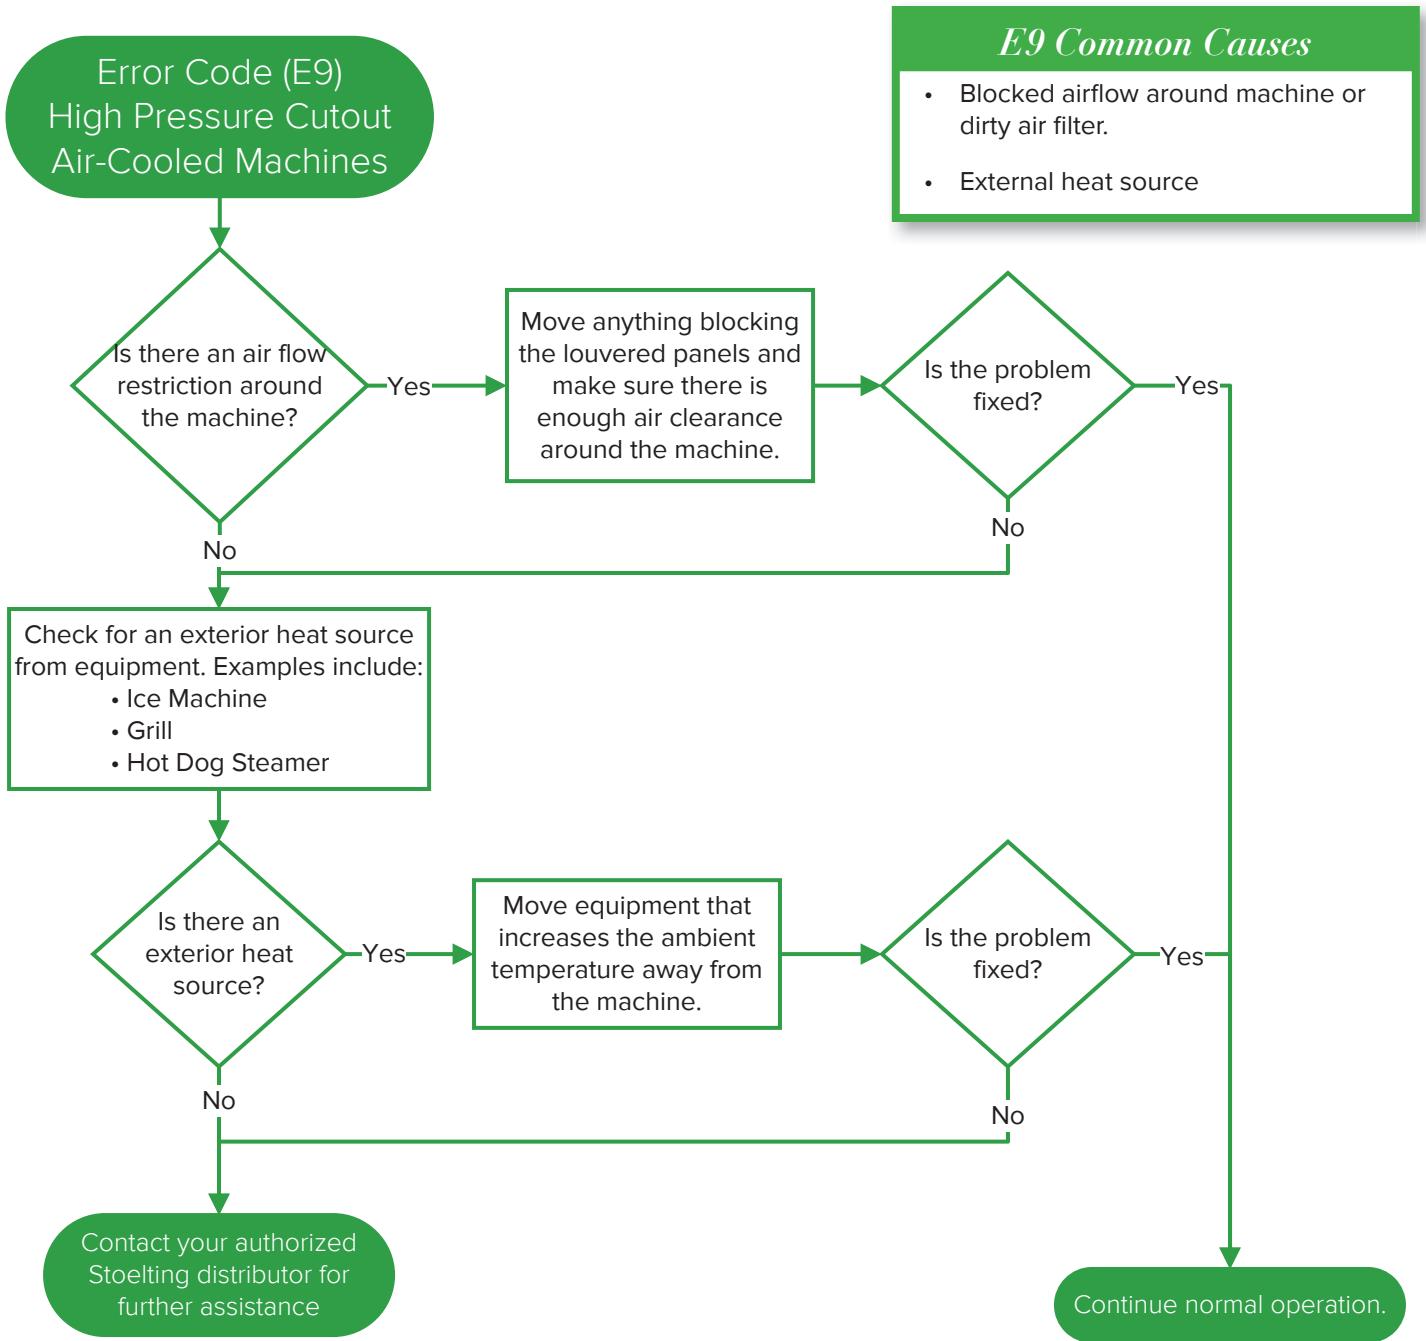 Error Code (E9)
High Pressure Cutout
Air-Cooled Machines
E9 Common Causes
• Blocked airflow around machine or
dirty air filter.
• External heat source
Is there an air flow
restriction around
the machine?
Yes
Move anything blocking
the louvered panels and
make sure there is
enough air clearance
around the machine.
Is the problem
fixed?
Yes
No
No
Check for an exterior heat source
from equipment. Examples include:
• Ice Machine
• Grill
• Hot Dog Steamer
Is there an
exterior heat
source?
Yes
Move equipment that
increases the ambient
temperature away from
the machine.
Is the problem
fixed?
Yes
No
No
Contact your authorized
Stoelting distributor for
further assistance
Continue normal operation.